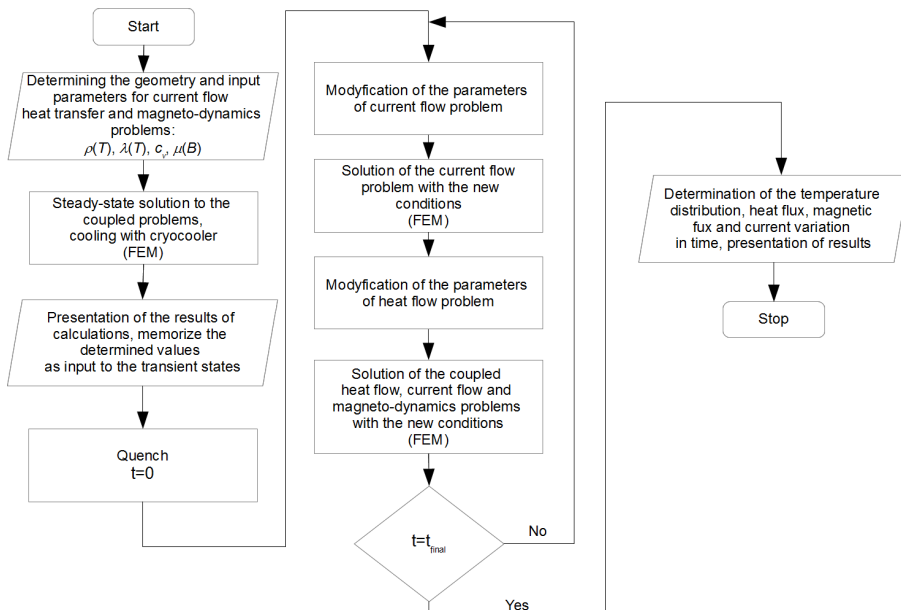 Start
Determining the geometry and input
parameters for current flow
heat transfer and magneto-dynamics
problems:
ρ(T), λ(T), cᵥ, μ(B)
Steady-state solution to the
coupled problems,
cooling with cryocooler
(FEM)
Presentation of the results of
calculations, memorize the
determined values
as input to the transient states
Quench
t=0
Modyfication of the parameters
of current flow problem
Solution of the current flow
problem with the new
conditions
(FEM)
Modyfication of the parameters
of heat flow problem
Solution of the coupled
heat flow, current flow and
magneto-dynamics problems
with the new conditions
(FEM)
t=t_final
No
Yes
Determination of the temperature
distribution, heat flux, magnetic
fux and current variation
in time, presentation of results
Stop